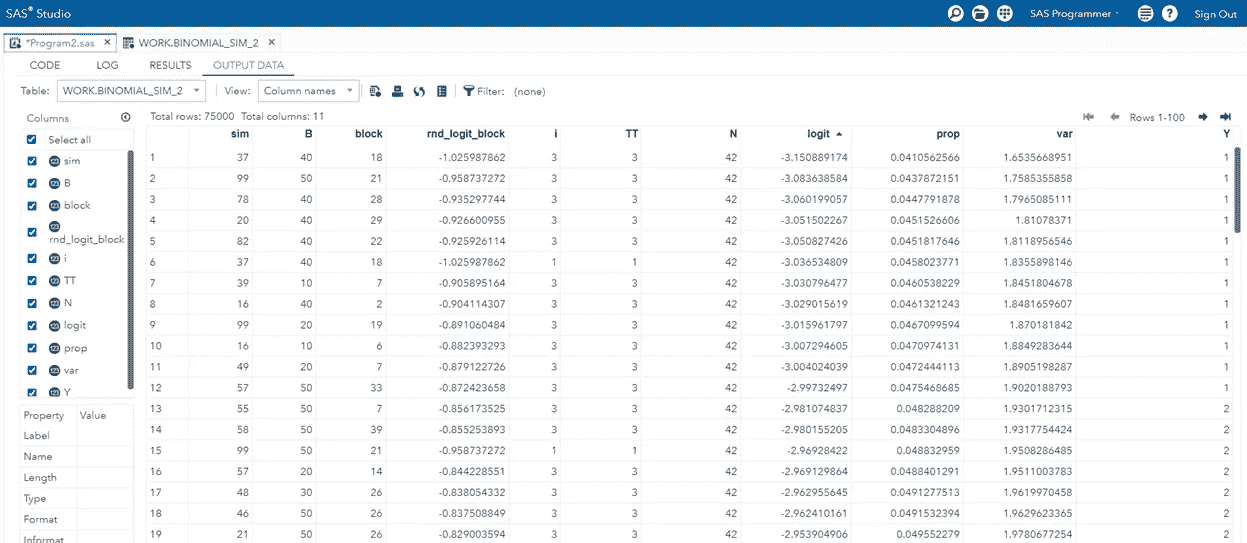 SAS® Studio SAS Programmer Sign Out
*Program2.sas × WORK.BINOMIAL_SIM_2 ×
CODE LOG RESULTS OUTPUT DATA
Table: WORK.BINOMIAL_SIM_2 View: Column names Filter: (none)
Columns Total rows: 75000 Total columns: 11 Rows 1-100
Select all
sim
B
block
rnd_logit_block
i
TT
N
logit
prop
var
Y
Property Value
Label
Name
Length
Type
Format
Informat
sim B block rnd_logit_block i TT N logit prop var Y
1 37 40 18 -1.025987862 3 3 42 -3.150889174 0.0410562566 1.6535668951 1
2 99 50 21 -0.958737272 3 3 42 -3.083638584 0.0437872151 1.7585355858 1
3 78 40 28 -0.935297744 3 3 42 -3.060199057 0.0447791878 1.7965085111 1
4 20 40 29 -0.926600955 3 3 42 -3.051502267 0.0451526606 1.81078371 1
5 82 40 22 -0.925926114 3 3 42 -3.050827426 0.0451817646 1.8118956546 1
6 37 40 18 -1.025987862 1 1 42 -3.036534809 0.0458023771 1.8355898146 1
7 39 10 7 -0.905895164 3 3 42 -3.030796477 0.0460538229 1.8451804678 1
8 16 40 2 -0.904114307 3 3 42 -3.029015619 0.0461321243 1.8481659607 1
9 99 20 19 -0.891060484 3 3 42 -3.015961797 0.0467099594 1.870181842 1
10 16 10 6 -0.882393293 3 3 42 -3.007294605 0.0470974131 1.8849283644 1
11 49 20 7 -0.879122726 3 3 42 -3.004024039 0.0472444113 1.8905198287 1
12 57 50 33 -0.872423658 3 3 42 -2.99732497 0.0475468685 1.9020188793 1
13 55 50 7 -0.856173525 3 3 42 -2.981074837 0.048288209 1.9301712315 2
14 58 50 39 -0.855253893 3 3 42 -2.980155205 0.0483304896 1.9317754424 2
15 99 50 21 -0.958737272 1 1 42 -2.96928422 0.048832959 1.9508286485 2
16 57 20 14 -0.844228551 3 3 42 -2.969129864 0.0488401291 1.9511003783 2
17 48 30 26 -0.838054332 3 3 42 -2.962955645 0.0491277513 1.9619970458 2
18 46 50 26 -0.837508849 3 3 42 -2.962410161 0.0491532394 1.9629623365 2
19 21 50 26 -0.829003594 3 3 42 -2.953904906 0.049552279 1.9780677254 2